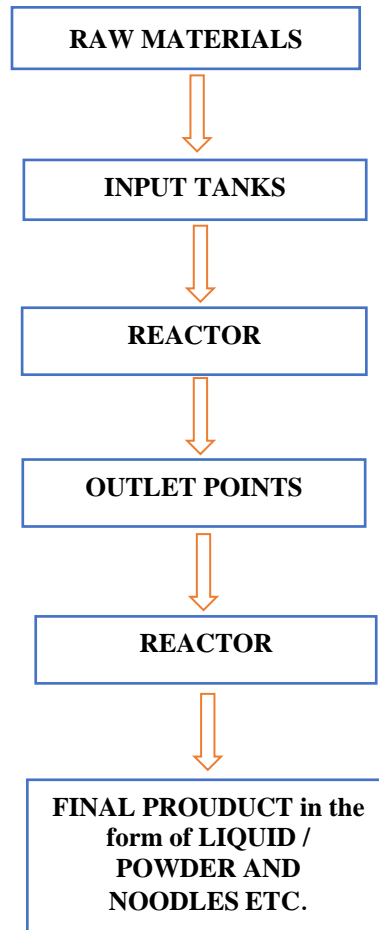 RAW MATERIALS
INPUT TANKS
REACTOR
OUTLET POINTS
REACTOR
FINAL PROUDUCT in the
form of LIQUID /
POWDER AND
NOODLES ETC.